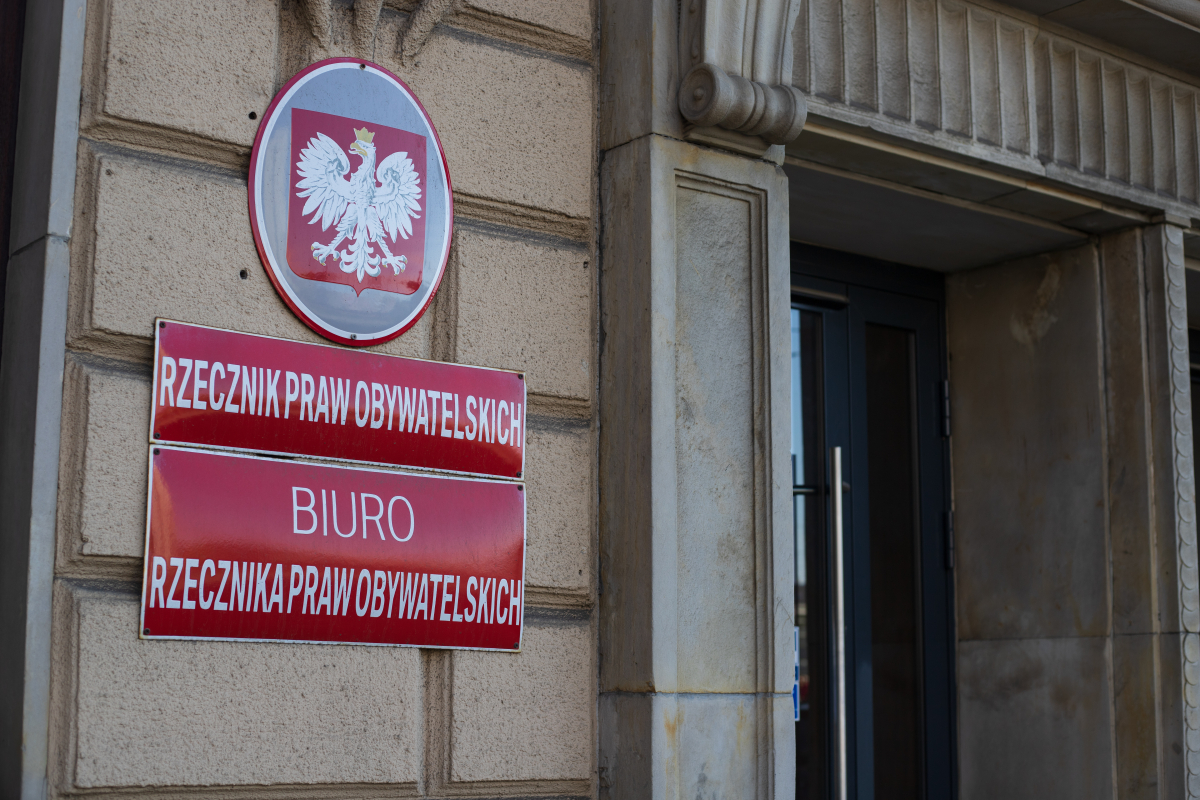 RZECZNIK PRAW OBYWATELSKICH
BIURO
RZECZNIKA PRAW OBYWATELSKICH